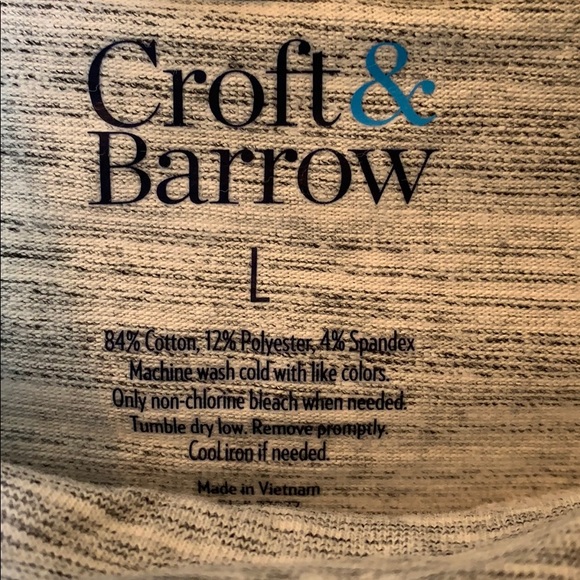 Croft &
Barrow
L
84% Cotton, 12% Polyester, 4% Spandex
Machine wash cold with like colors.
Only non-chlorine bleach when needed.
Tumble dry low. Remove promptly.
Cool iron if needed.
Made in Vietnam